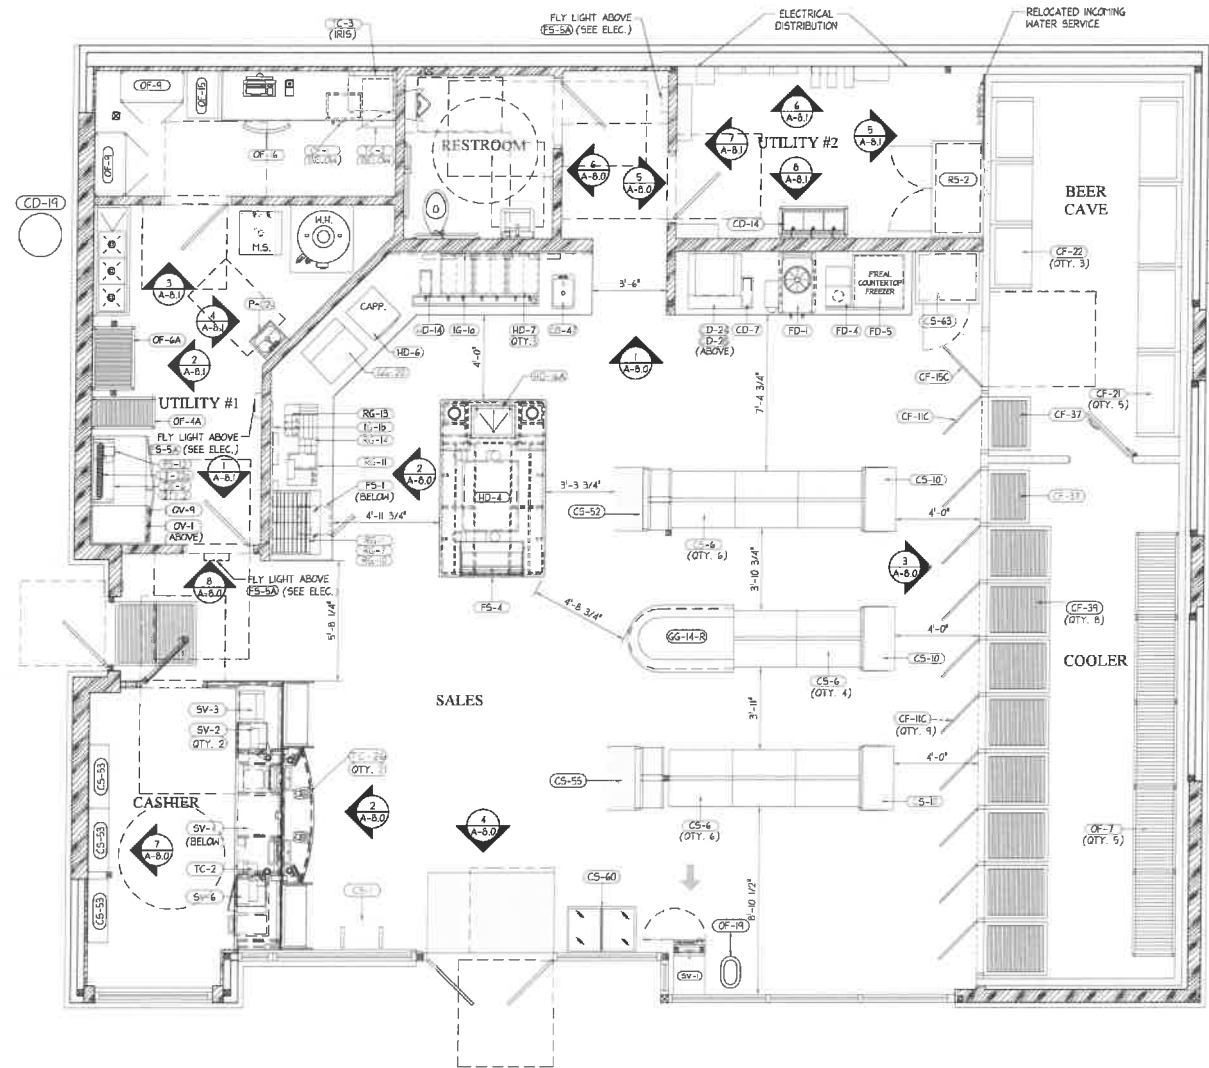 TC-3
(IRIS)
FLY LIGHT ABOVE
FS-5A (SEE ELEC.)
ELECTRICAL
DISTRIBUTION
RELOCATED INCOMING
WATER SERVICE
OF-9
OF-15
OF-6
OF-9
RESTROOM
6
A-8.0
5
A-8.0
7
A-8.1
6
A-8.1
UTILITY #2
5
A-8.1
8
A-8.1
RS-2
CD-14
BEER
CAVE
CF-22
(QTY. 3)
CD-19
W.H.
M.S.
3
A-8.1
4
A-8.1
OF-6A
2
A-8.1
UTILITY #1
OF-4A
FLY LIGHT ABOVE
(SEE ELEC.)
1
A-8.1
OV-9
OV-1
ABOVE)
CAPP.
HD-6
IG-10
HD-7
QTY.
3'-6"
4'-0"
1
A-8.0
CD-7
(ABOVE)
FD-1
FD-4
FD-5
F'REAL
COUNTERTOP
FREEZER
CS-63
7'-4 3/4"
CF-15C
CF-11C
CF-37
CF-21
(QTY. 5)
RG-13
RG-14
RG-11
FS-1
(BELOW)
2
A-8.0
4'-11 3/4"
HD-4
3'-3 3/4"
CS-52
CS-10
CS-6
(QTY. 6)
4'-0"
CF-37
3'-10 3/4"
3
A-8.0
8
A-8.0
FLY LIGHT ABOVE
FS-5A (SEE ELEC.)
5'-8 1/4"
FS-4
4'-8 3/4"
GG-14-R
4'-0"
CS-10
CS-6
(QTY. 4)
CF-39
(QTY. 8)
COOLER
SALES
3'-11"
CF-11C
(QTY. 9)
SV-3
SV-2
QTY. 2
QTY. 2
CS-55
4'-0"
CS-6
(QTY. 6)
CS-53
CS-53
CS-53
CASHIER
7
A-8.0
SV-7
(BELOW
TC-2
2
A-8.0
4
A-8.0
CS-60
8'-10 1/2"
OF-19
SV-1
OF-7
(QTY. 5)